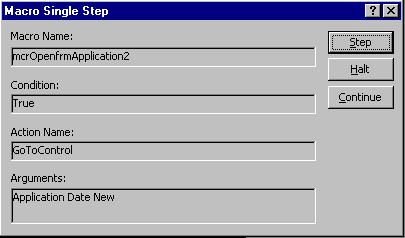 Macro Single Step
Macro Name:
mcrOpenfrmApplication2
Step
Halt
Condition:
True
Continue
Action Name:
GoToControl
Arguments:
Application Date New